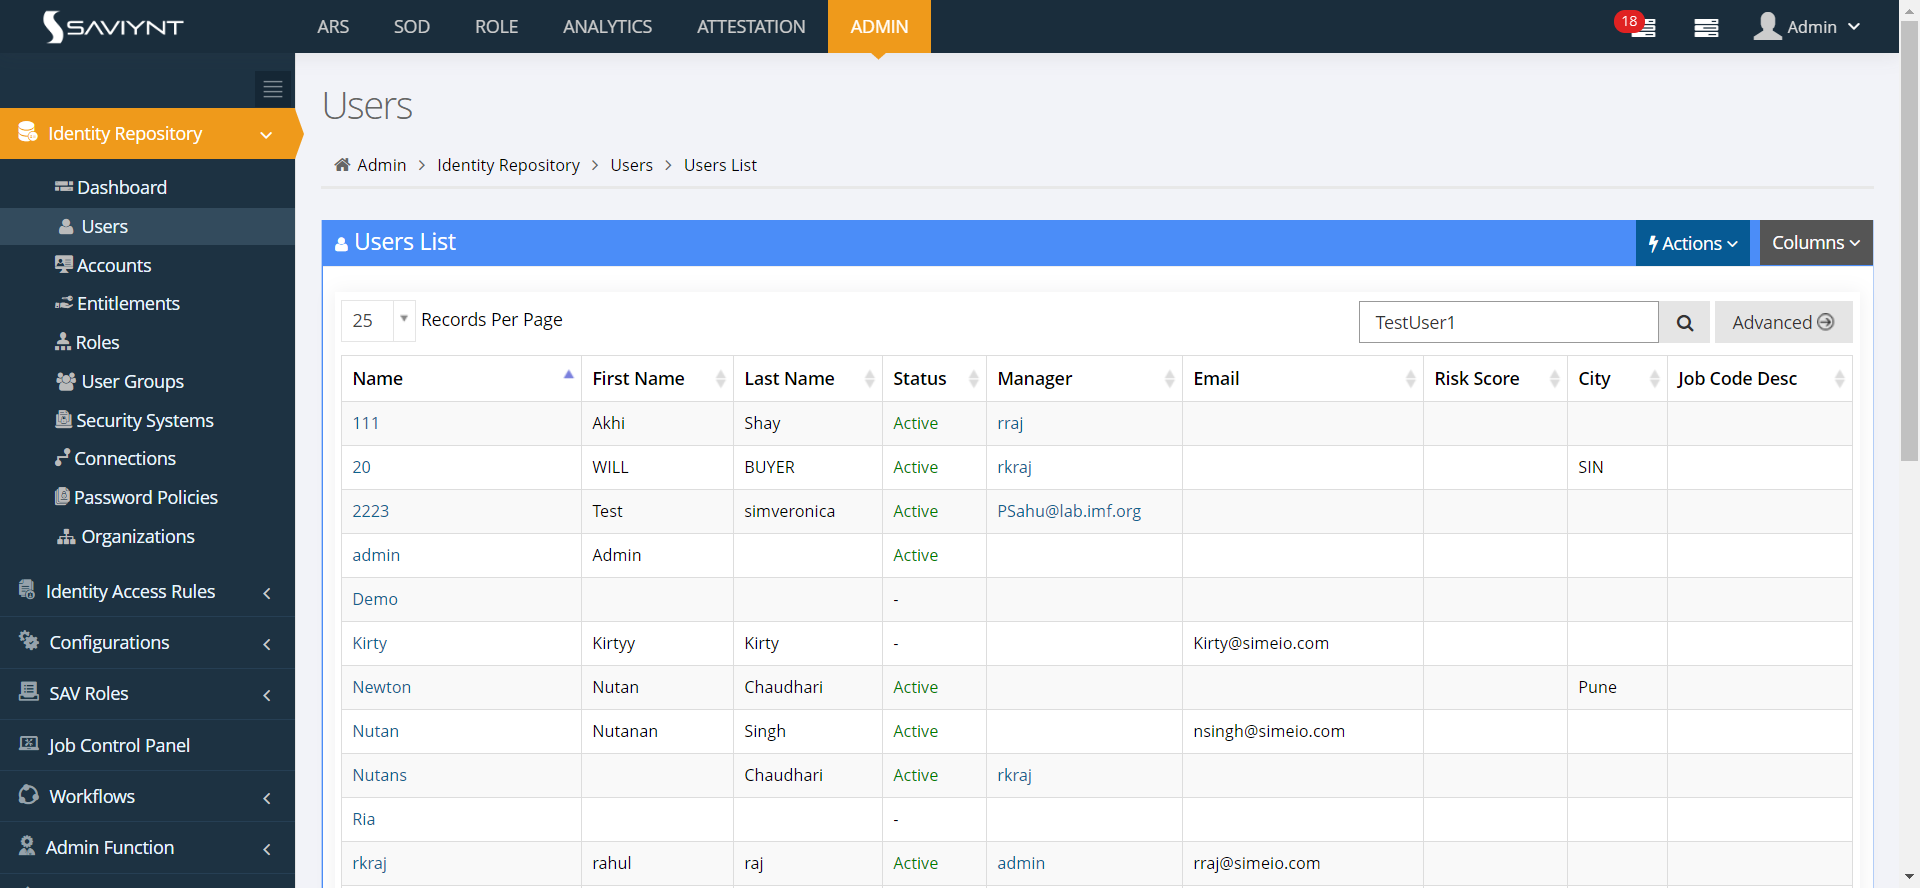 SAVIYNT
ARS SOD ROLE ANALYTICS ATTESTATION ADMIN
18
Admin
Identity Repository
Dashboard
Users
Accounts
Entitlements
Roles
User Groups
Security Systems
Connections
Password Policies
Organizations
Identity Access Rules
Configurations
SAV Roles
Job Control Panel
Workflows
Admin Function
Users
Admin > Identity Repository > Users > Users List
Users List
Actions
Columns
25 Records Per Page
TestUser1
Advanced
Name First Name Last Name Status Manager Email Risk Score City Job Code Desc
111 Akhi Shay Active rraj
20 WILL BUYER Active rkraj SIN
2223 Test simveronica Active PSahu@lab.imf.org
admin Admin Active
Demo -
Kirty Kirtyy Kirty - Kirty@simeio.com
Newton Nutan Chaudhari Active Pune
Nutan Nutanan Singh Active nsingh@simeio.com
Nutans Chaudhari Active rkraj
Ria -
rkraj rahul raj Active admin rraj@simeio.com